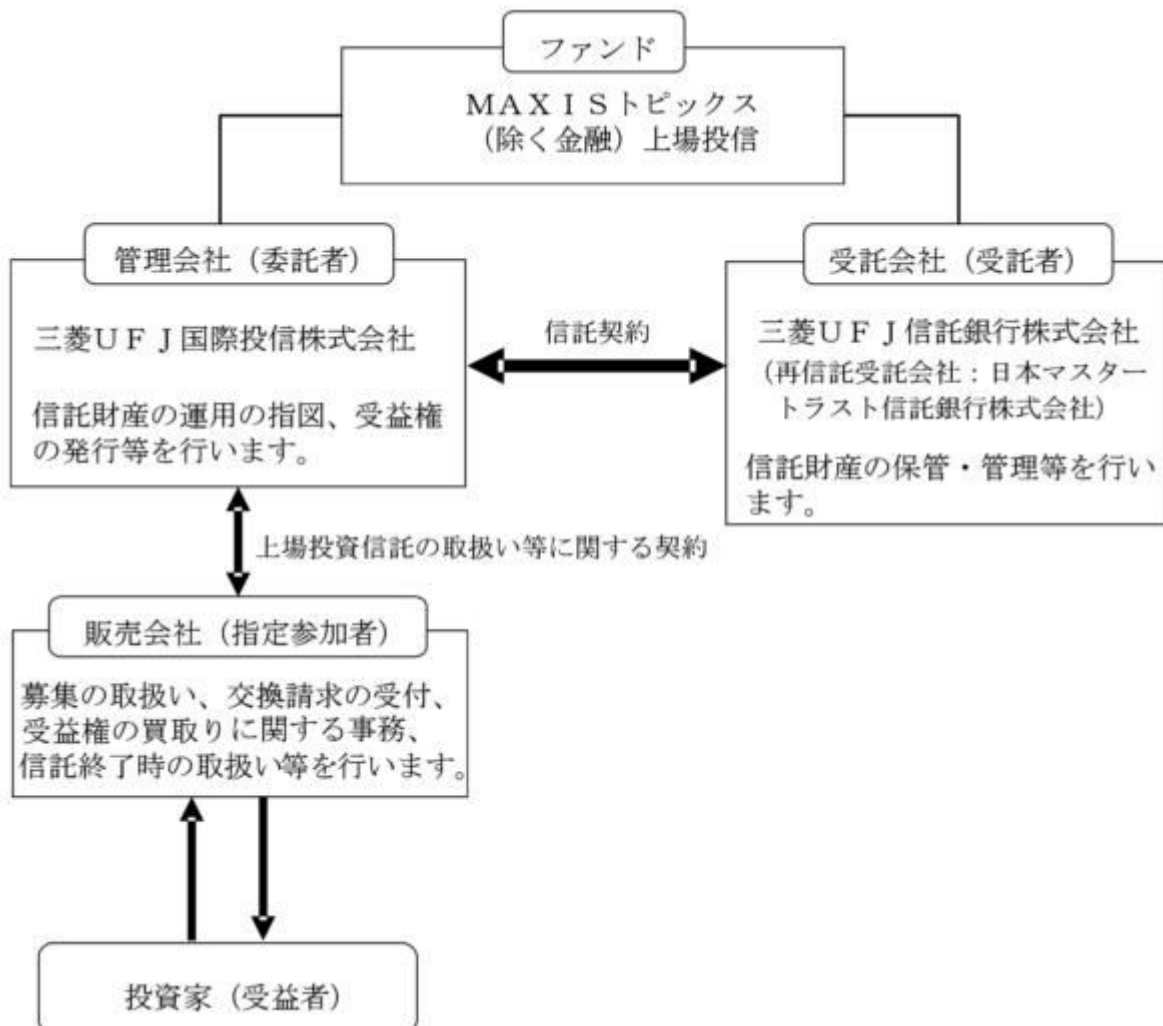 ファンド
MAXISトピックス
(除く金融)上場投信
管理会社(委託者)
三菱UFJ国際投信株式会社
信託財産の運用の指図、受益権
の発行等を行います。
信託契約
受託会社(受託者)
三菱UFJ信託銀行株式会社
(再信託受託会社:日本マスター
トラスト信託銀行株式会社)
信託財産の保管・管理等を行い
ます。
上場投資信託の取扱い等に関する契約
販売会社(指定参加者)
募集の取扱い、交換請求の受付、
受益権の買取りに関する事務、
信託終了時の取扱い等を行います。
投資家(受益者)